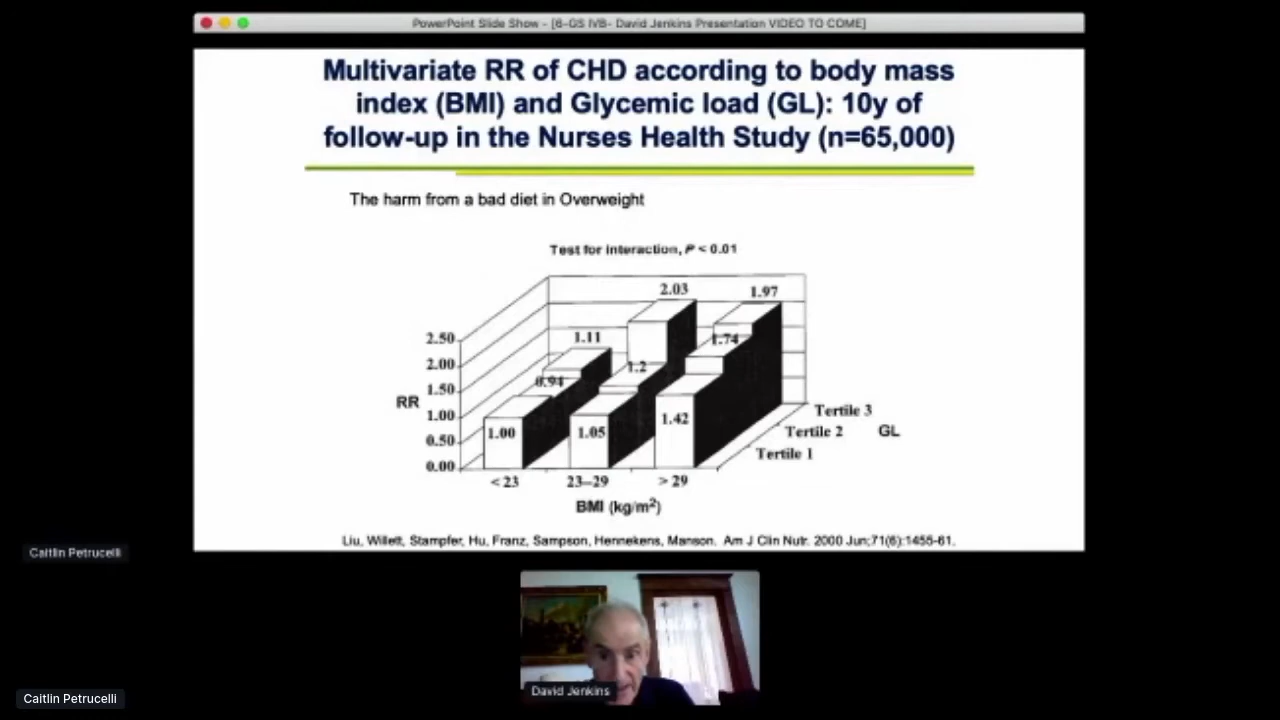 PowerPoint Slide Show - [6-GS IVB- David Jenkins Presentation VIDEO TO COME]
Multivariate RR of CHD according to body mass
index (BMI) and Glycemic load (GL): 10y of
follow-up in the Nurses Health Study (n=65,000)
The harm from a bad diet in Overweight
Test for interaction, P < 0.01
2.03
1.97
2.50
1.11
1.74
2.00
1.2
1.50
0.94
RR
1.00
Tertile 3
1.42
1.00
1.05
Tertile 2
GL
0.50
Tertile 1
0.00
< 23
23–29
> 29
BMI (kg/m²)
Liu, Willett, Stampfer, Hu, Franz, Sampson, Hennekens, Manson. Am J Clin Nutr. 2000 Jun;71(6):1455-61.
Caitlin Petrucelli
David Jenkins
Caitlin Petrucelli